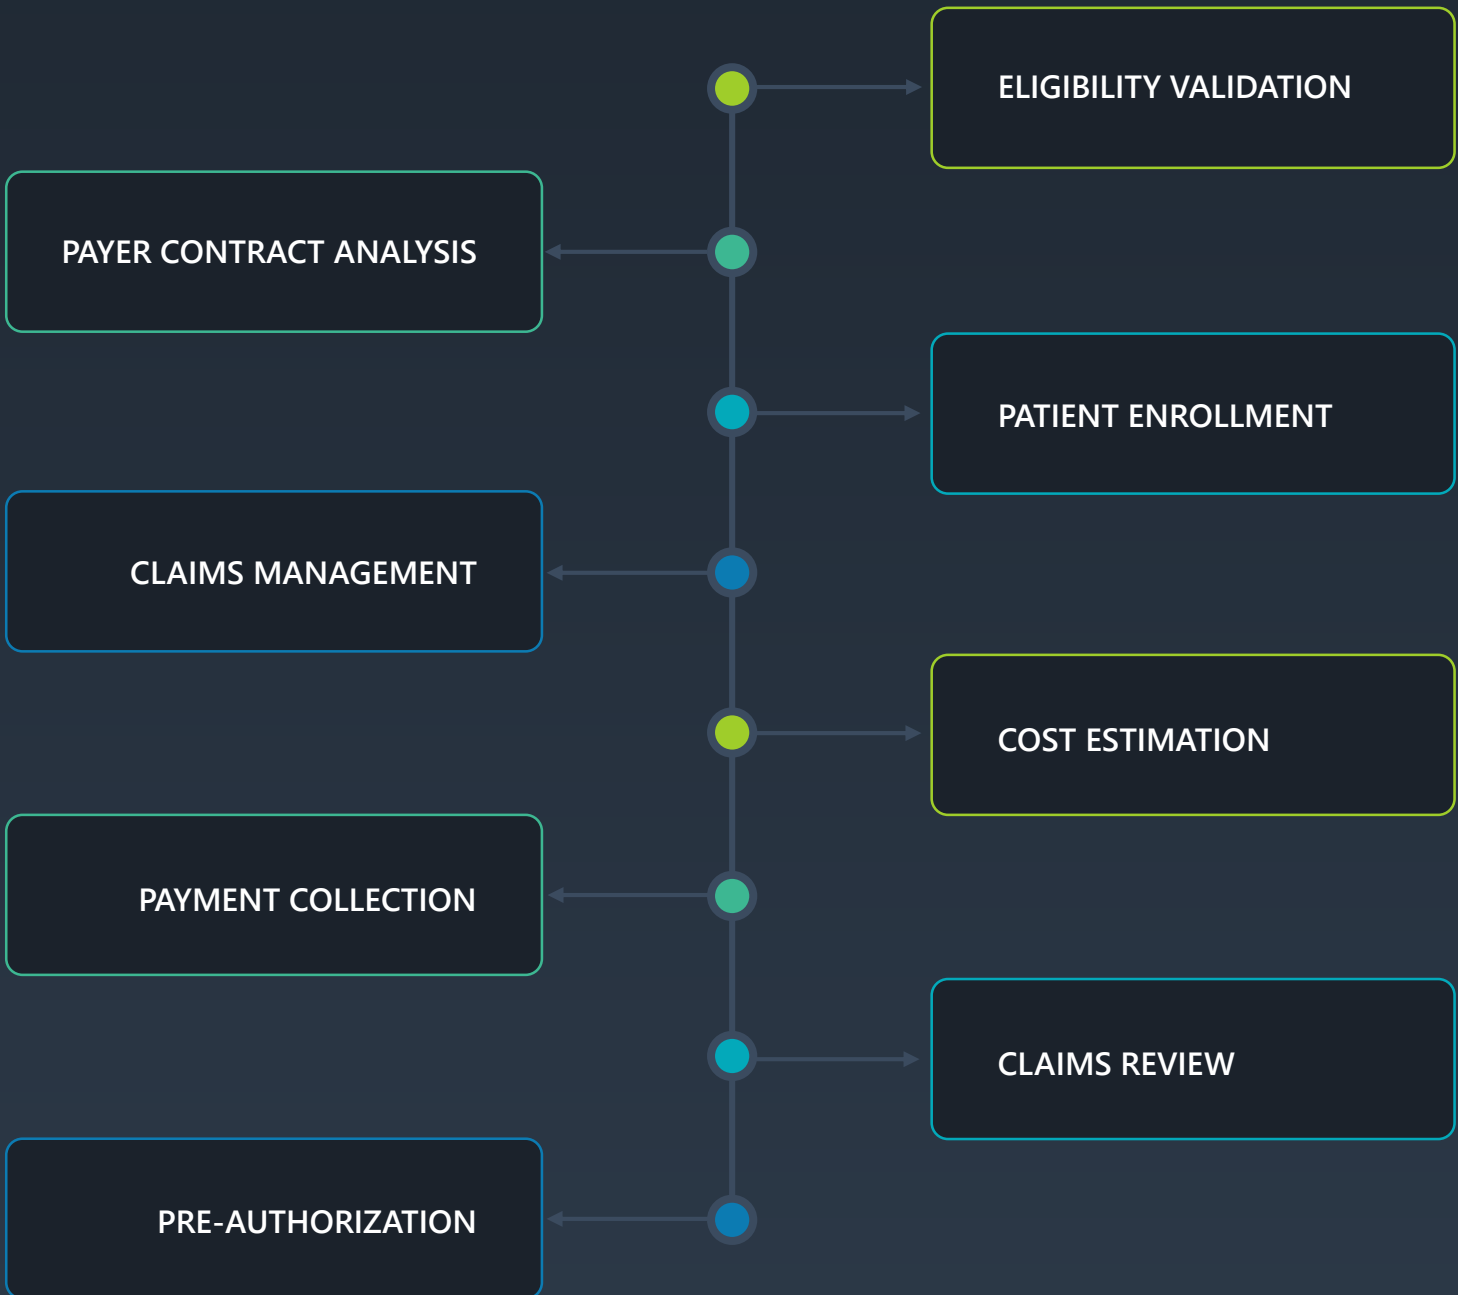 ELIGIBILITY VALIDATION
PAYER CONTRACT ANALYSIS
PATIENT ENROLLMENT
CLAIMS MANAGEMENT
COST ESTIMATION
PAYMENT COLLECTION
CLAIMS REVIEW
PRE-AUTHORIZATION